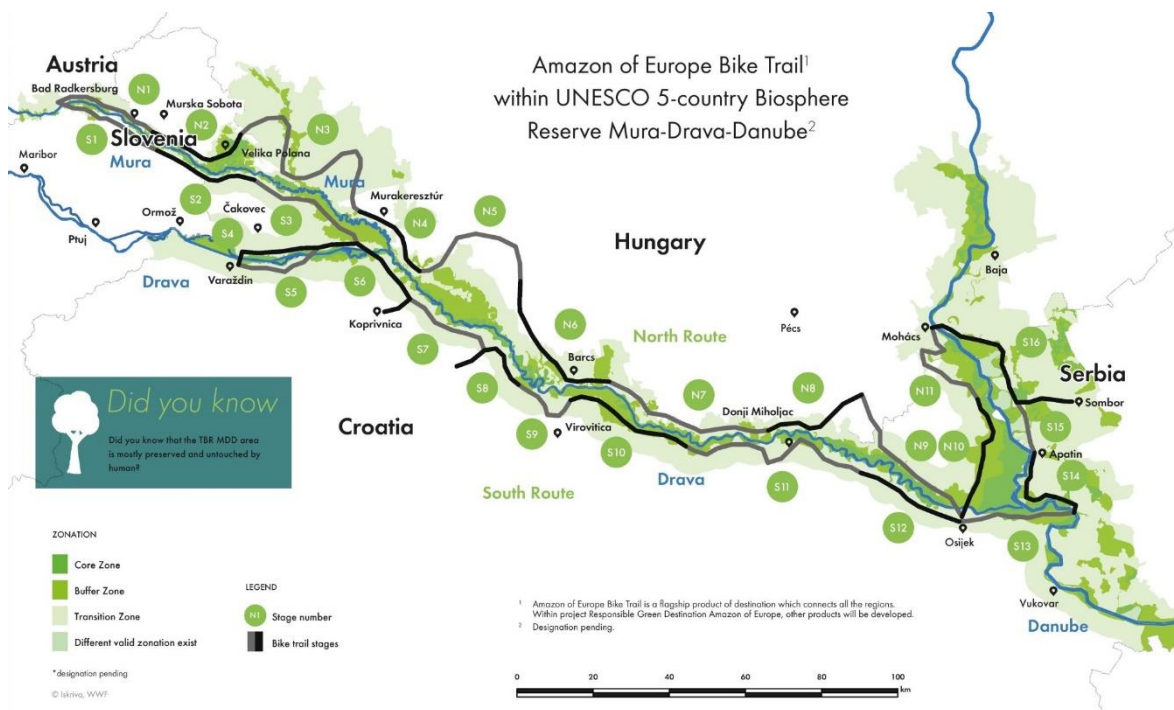 Amazon of Europe Bike Trail¹
within UNESCO 5-country Biosphere
Reserve Mura-Drava-Danube²
Austria
Bad Radkersburg
N1
Murska Sobota
N2
N3
S1
Slovenia
Velika Polana
Maribor
Mura
Mura
S2
Murakeresztúr
Ormož
Čakovec
S3
N4
N5
Ptuj
S4
Hungary
Drava
Varaždin
S5
S6
Koprivnica
Baja
S7
N6
North Route
Pécs
Mohács
S16
Barcs
S8
Serbia
N7
N8
N11
Sombor
Did you know
Did you know that the TBR MDD area
is mostly preserved and untouched by
human?
Croatia
Donji Miholjac
S9
Virovitica
S15
S10
N9
N10
Apatin
South Route
Drava
S11
S14
S12
Osijek
S13
Vukovar
Danube
ZONATION
Core Zone
Buffer Zone
Transition Zone
Different valid zonation exist
LEGEND
N1
Stage number
Bike trail stages
*designation pending
© Iskriva, WWF
1 Amazon of Europe Bike Trail is a flagship product of destination which connects all the regions.
Within project Responsible Green Destination Amazon of Europe, other products will be developed.
2 Designation pending.
0 20 40 60 80 100
km